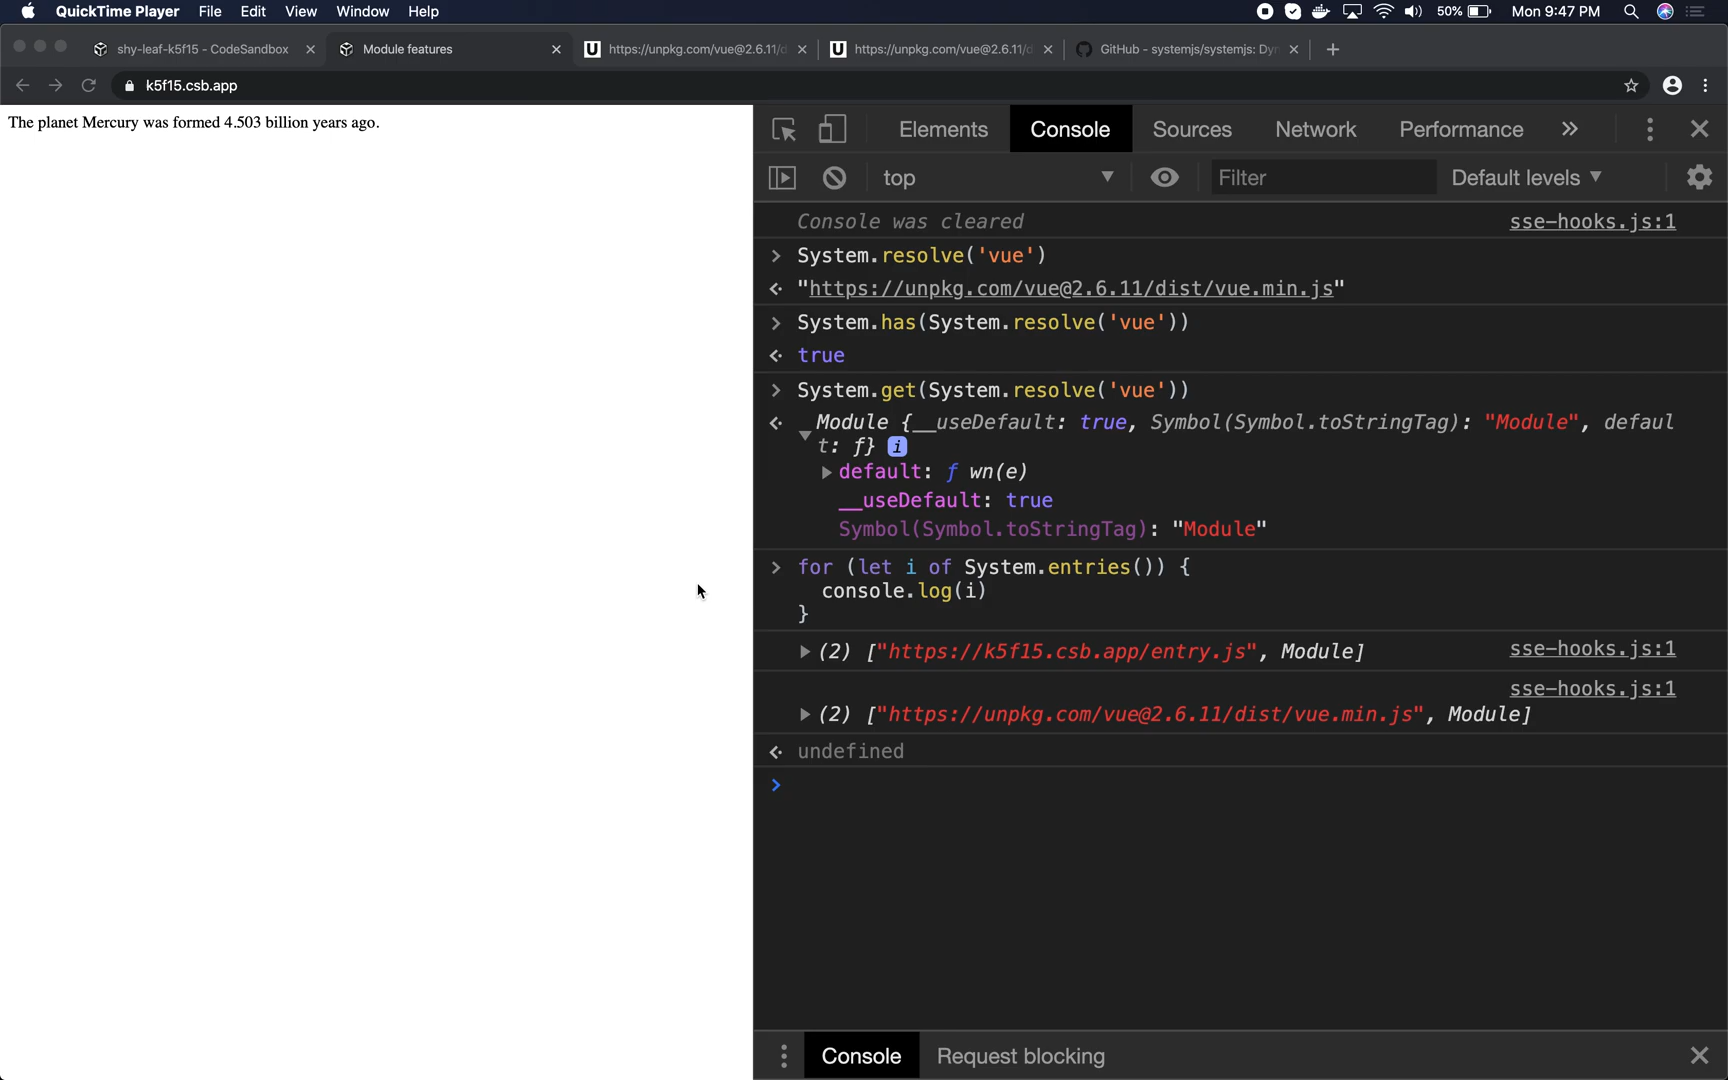 QuickTime Player File Edit View Window Help 50% Mon 9:47 PM
shy-leaf-k5f15 - CodeSandbox Module features https://unpkg.com/vue@2.6.11/d https://unpkg.com/vue@2.6.11/d GitHub - systemjs/systemjs: Dyn
k5f15.csb.app
The planet Mercury was formed 4.503 billion years ago.
Elements Console Sources Network Performance
top Filter Default levels
Console was cleared sse-hooks.js:1
System.resolve('vue')
"https://unpkg.com/vue@2.6.11/dist/vue.min.js"
System.has(System.resolve('vue'))
true
System.get(System.resolve('vue'))
Module {__useDefault: true, Symbol(Symbol.toStringTag): "Module", defaul
t: ƒ} i
default: ƒ wn(e)
__useDefault: true
Symbol(Symbol.toStringTag): "Module"
for (let i of System.entries()) {
console.log(i)
}
(2) ["https://k5f15.csb.app/entry.js", Module] sse-hooks.js:1
sse-hooks.js:1
(2) ["https://unpkg.com/vue@2.6.11/dist/vue.min.js", Module]
undefined
Console Request blocking